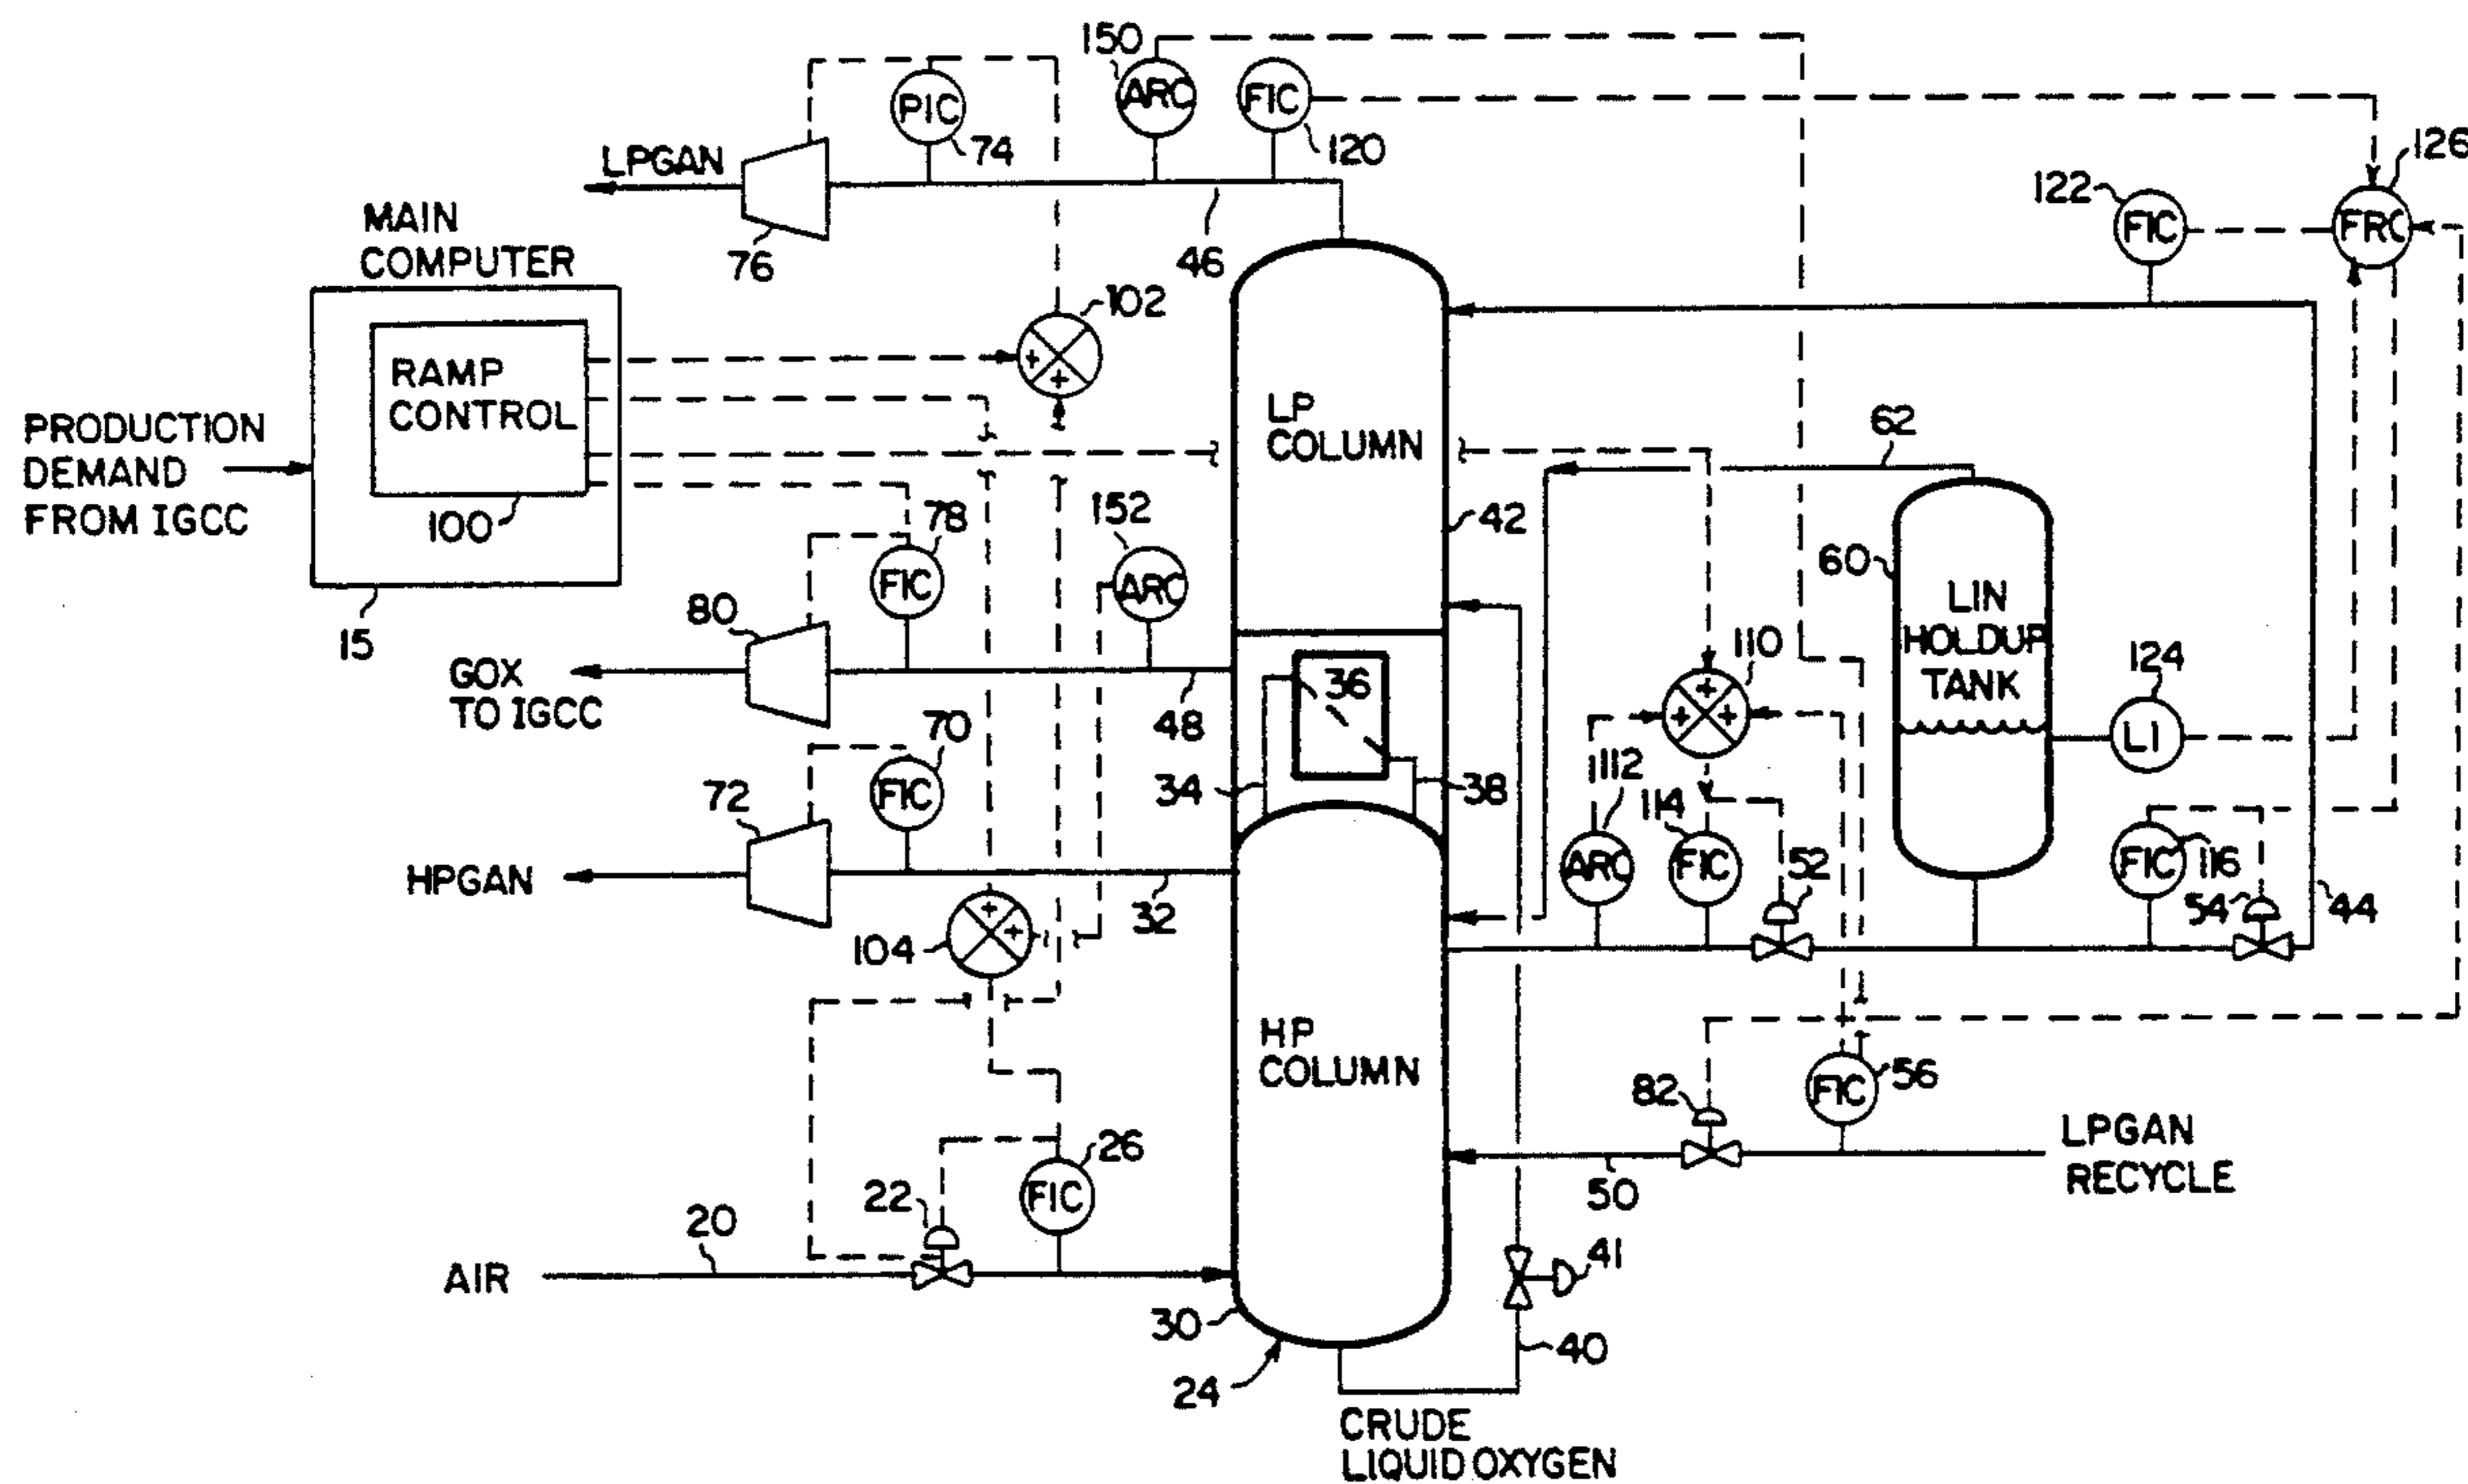 150
ARC
PIC
FIC
74
120
126
LPGAN
122
FIC
FRC
MAIN
COMPUTER
76
46
102
RAMP
CONTROL
+
+
LP
COLUMN
62
PRODUCTION
DEMAND
FROM IGCC
100
78
152
42
60
LIN
HOLDUP
TANK
FIC
ARC
15
80
110
124
GOX
TO IGCC
48
36
+
+
+
LI
70
34
38
1112
114
72
FIC
ARC
FIC
52
FIC
116
54
44
HPGAN
32
104
+
+
HP
COLUMN
FIC
56
82
26
LPGAN
RECYCLE
22
FIC
50
20
AIR
41
30
40
24
CRUDE
LIQUID OXYGEN